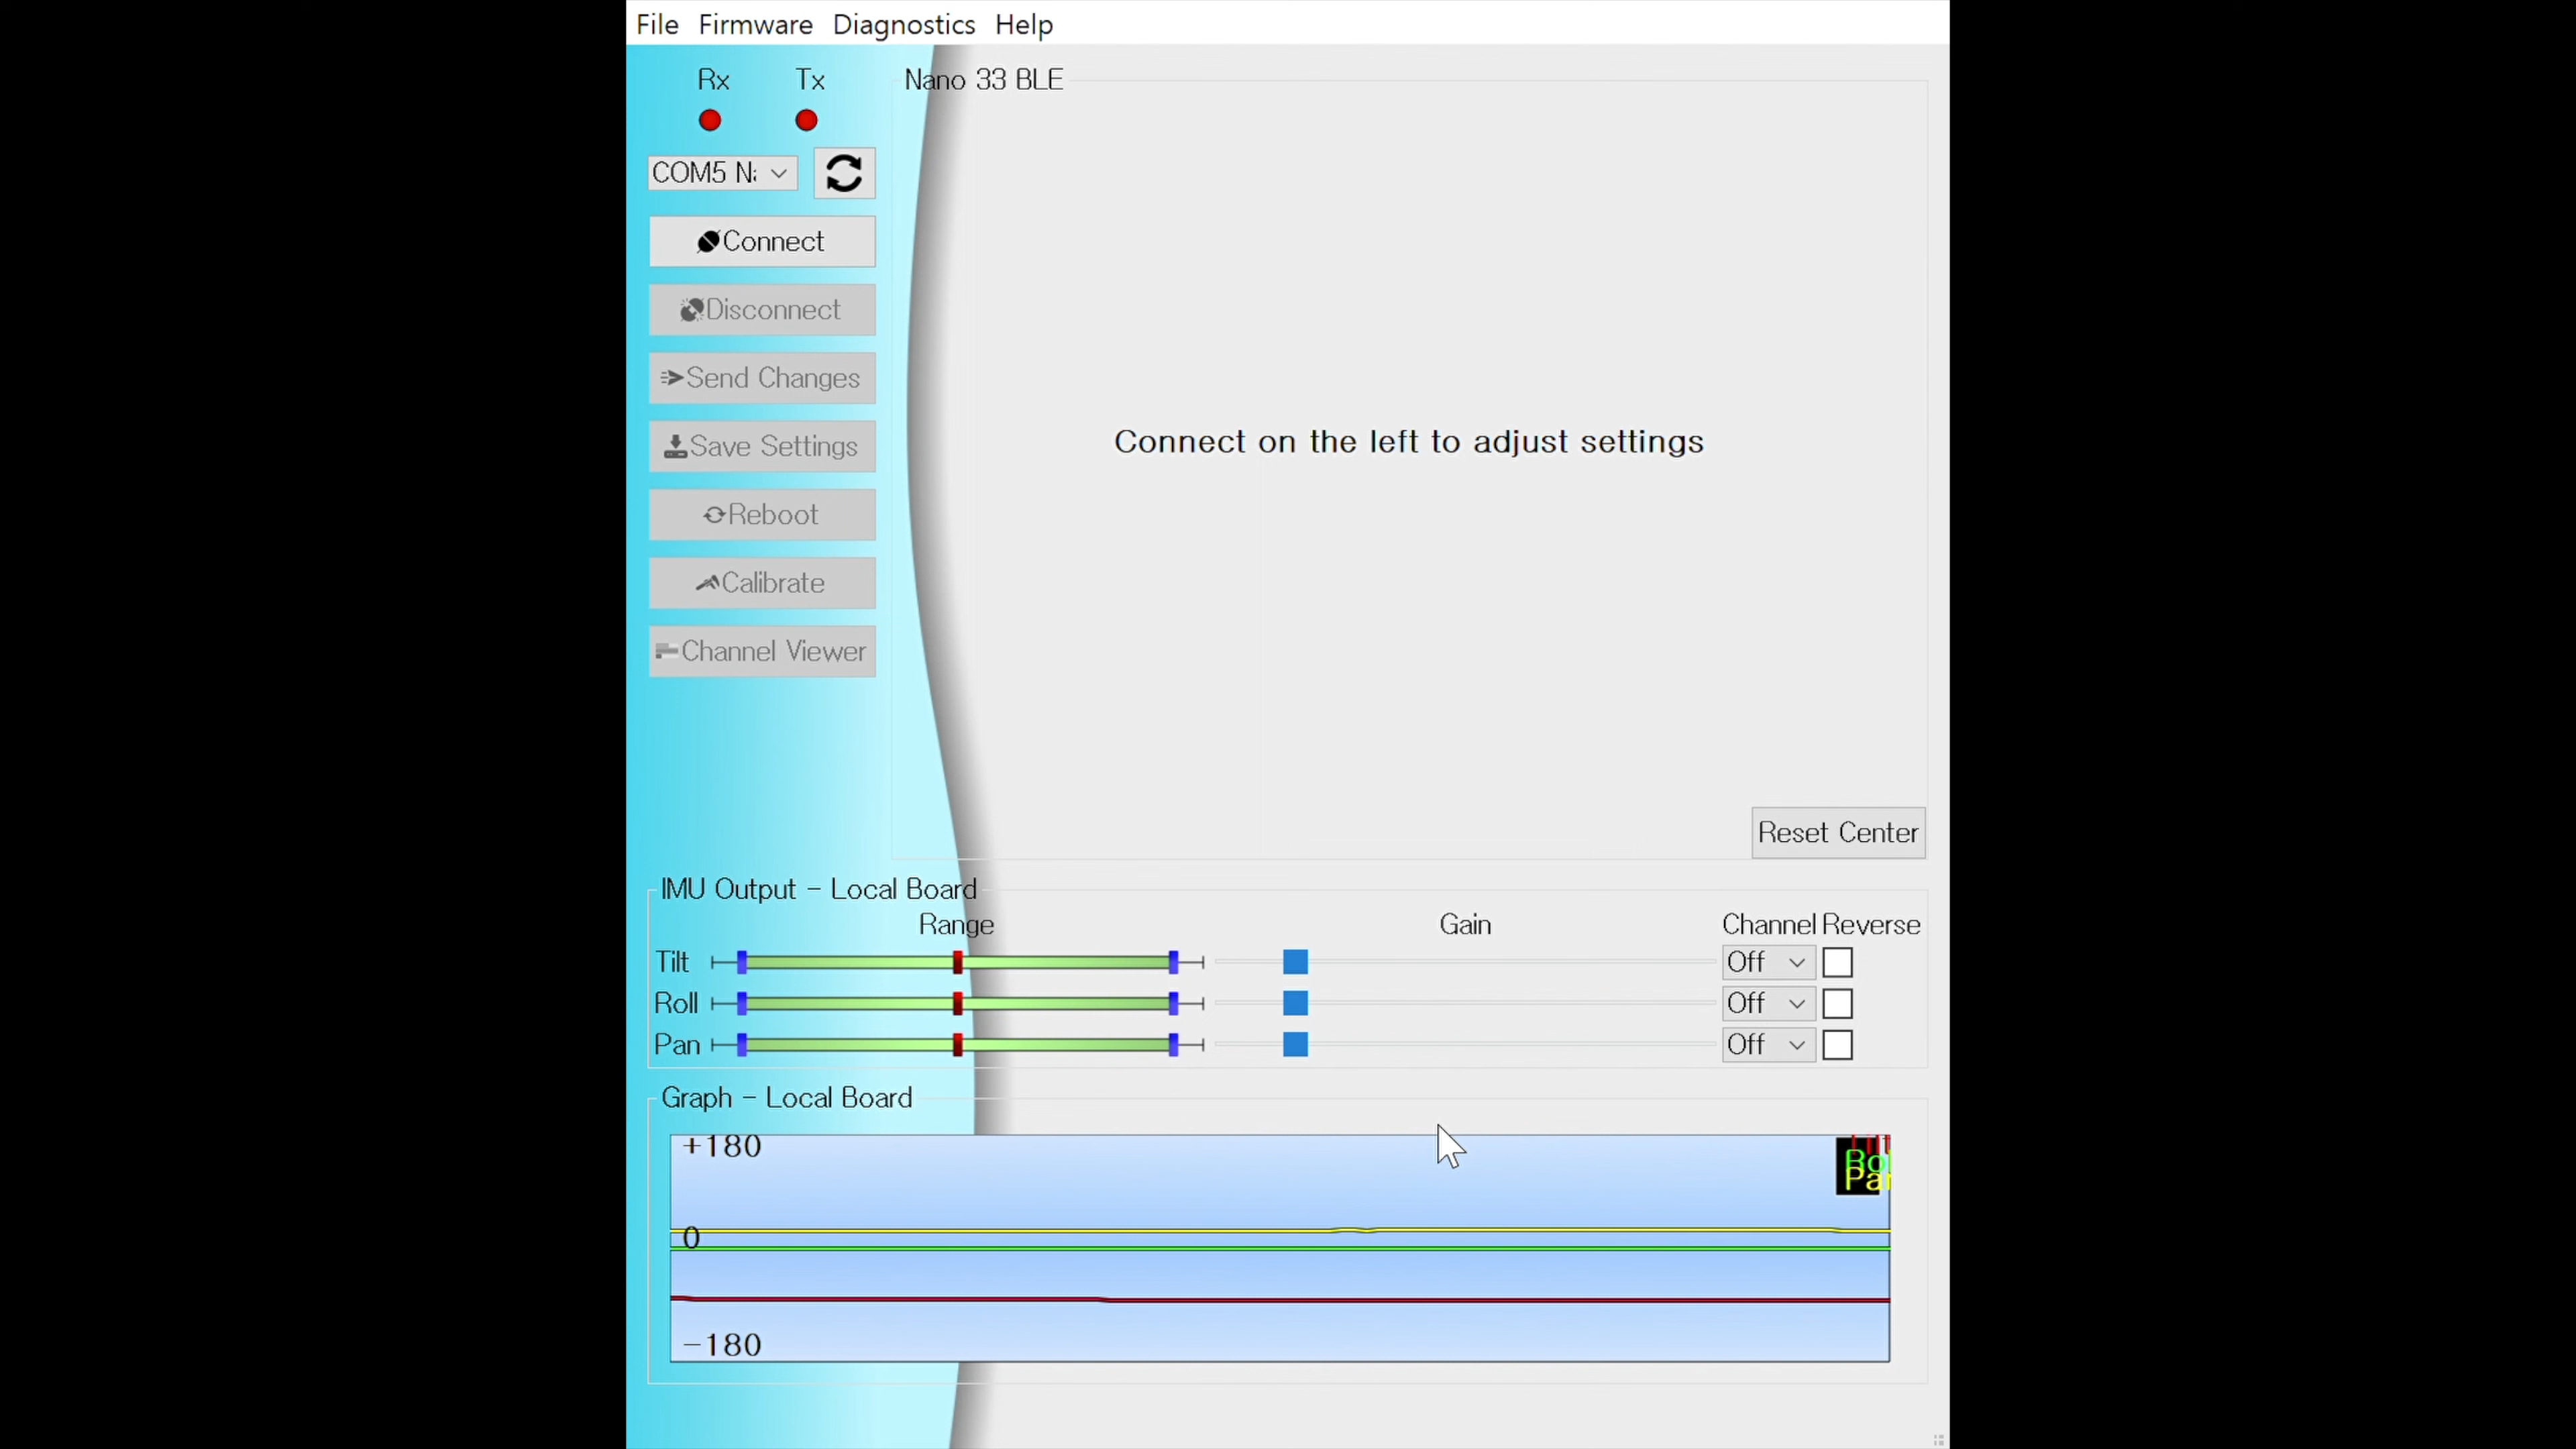 File Firmware Diagnostics Help
Rx Tx
Nano 33 BLE
COM5
Connect
Disconnect
Send Changes
Save Settings
Reboot
Calibrate
Channel Viewer
Connect on the left to adjust settings
Reset Center
IMU Output - Local Board
Range Gain Channel Reverse
Tilt Off
Roll Off
Pan Off
Graph - Local Board
+180
0
-180